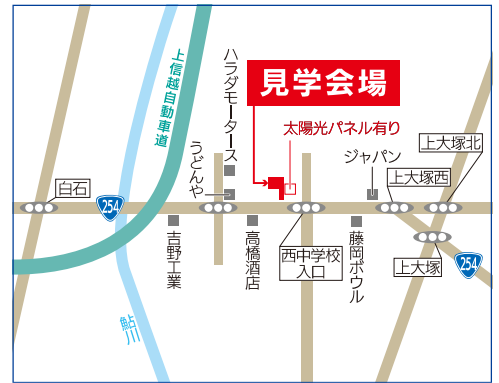 上信越自動車道
ハラダモータース
見学会場
太陽光パネル有り
うどんや
ジャパン
上大塚北
上大塚西
白石
254
吉野工業
高橋酒店
西中学校
入口
藤岡ボウル
上大塚
254
鮎川